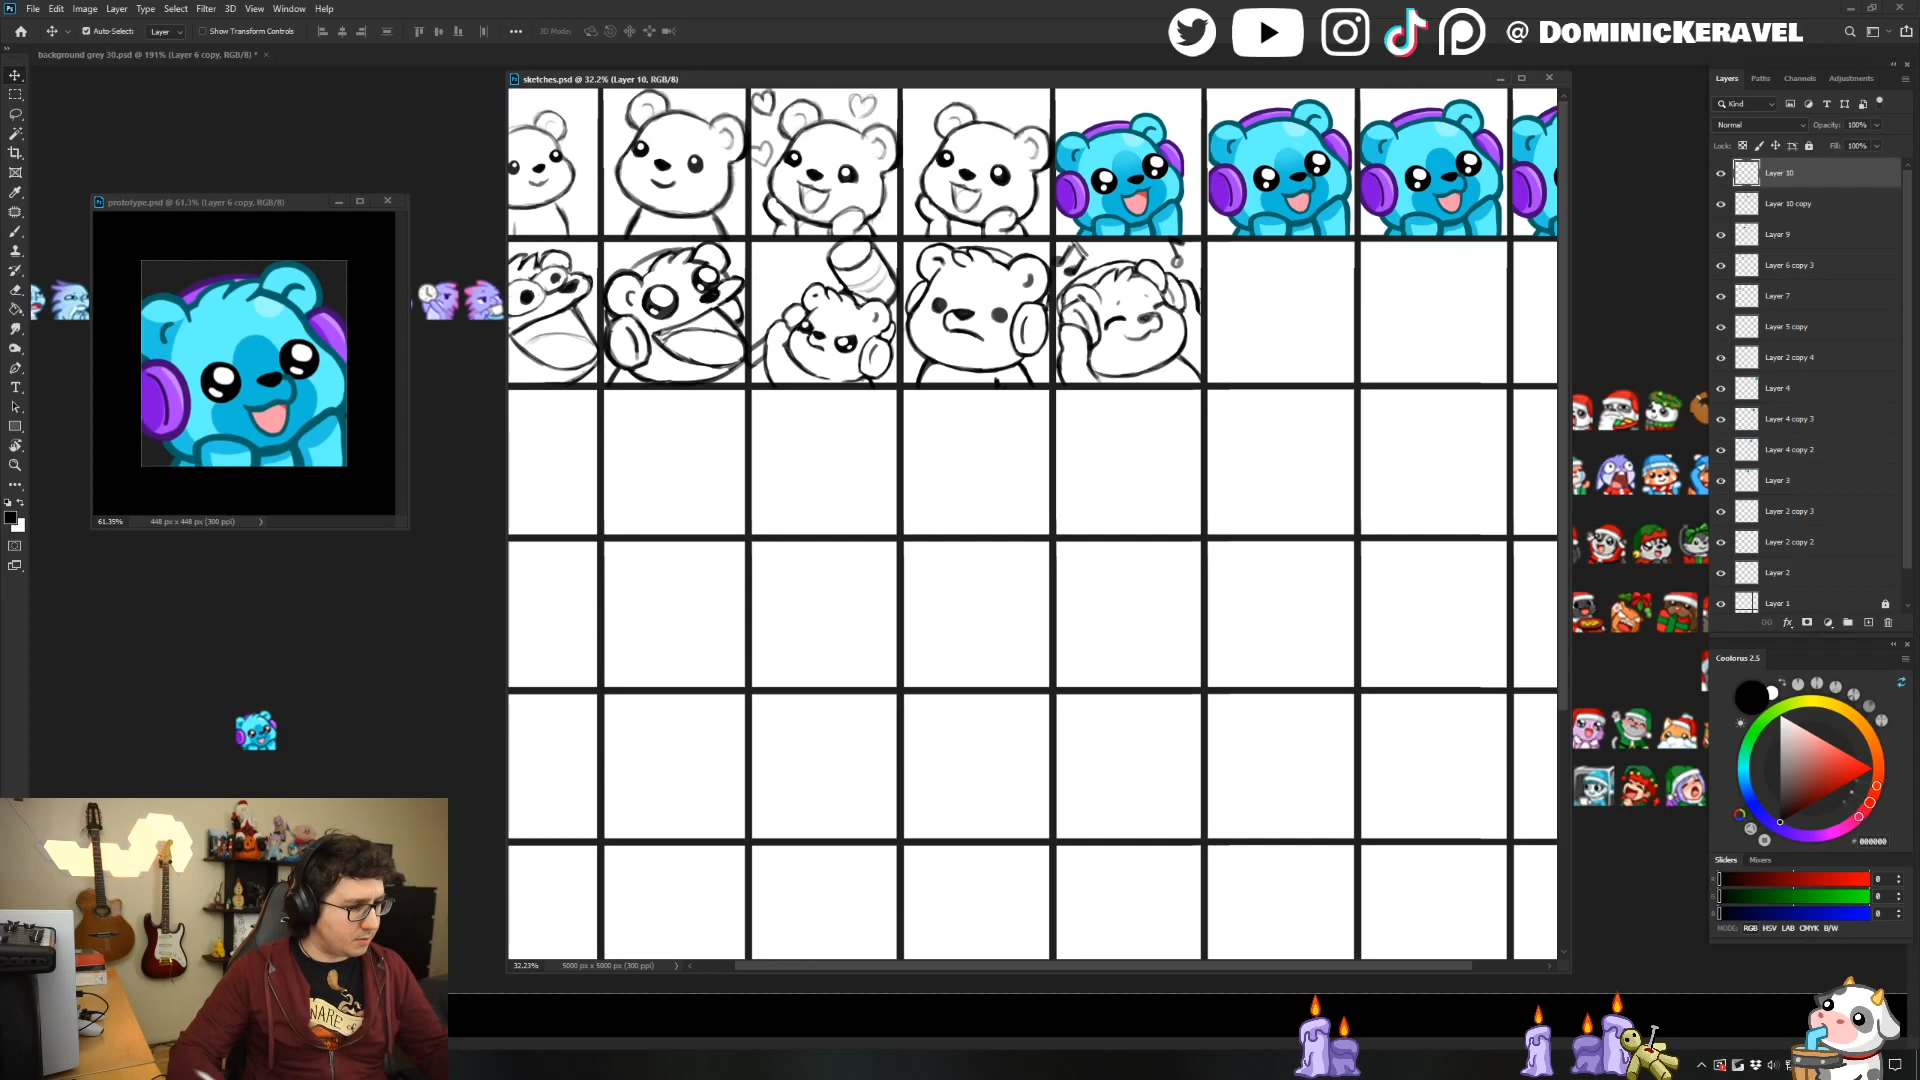 File Edit Image Layer Type Select Filter 3D View Window Help
Auto-Select: Layer Show Transform Controls 3D Mode:
@ DominicKeravel
background grey 30.psd @ 191% (Layer 6 copy, RGB/8) *
sketches.psd @ 32.2% (Layer 10, RGB/8)
prototype.psd @ 61.3% (Layer 6 copy, RGB/8)
61.35% 448 px x 448 px (300 ppi)
32.23% 5000 px x 5000 px (300 ppi)
Layers Paths Channels Adjustments
Kind
Normal Opacity: 100%
Lock: Fill: 100%
Layer 10
Layer 10 copy
Layer 9
Layer 6 copy 3
Layer 7
Layer 5 copy
Layer 2 copy 4
Layer 4
Layer 4 copy 3
Layer 4 copy 2
Layer 3
Layer 2 copy 3
Layer 2 copy 2
Layer 2
Layer 1
Coolorus 2.5
# 000000
Sliders Mixers
0
0
0
MODE: RGB HSV LAB CMYK B/W